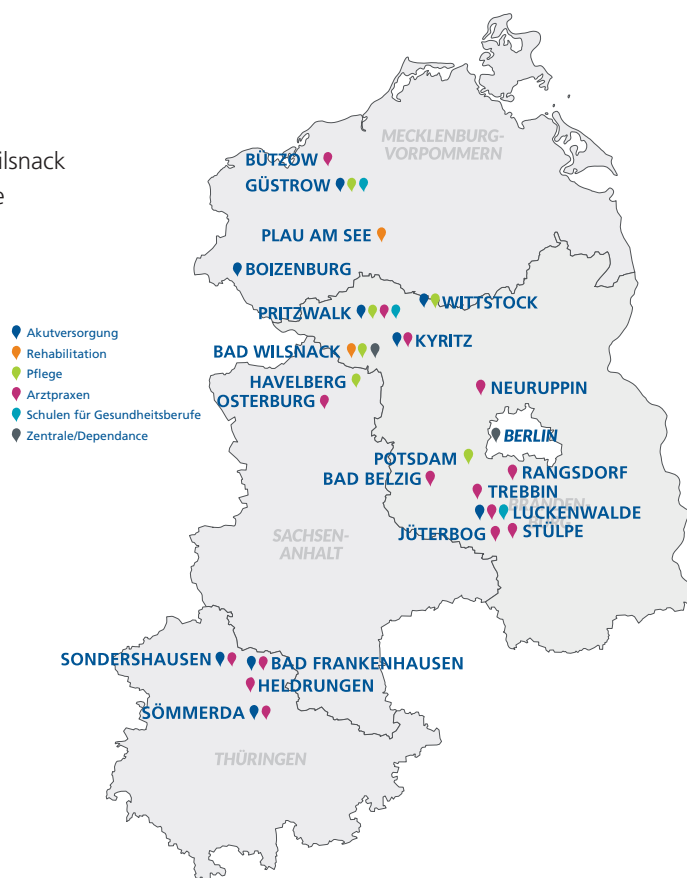 ilsnack
e
MECKLENBURG-
VORPOMMERN
BÜTZOW
GÜSTROW
PLAU AM SEE
BOIZENBURG
WITTSTOCK
PRITZWALK
KYRITZ
BAD WILSNACK
HAVELBERG
OSTERBURG
NEURUPPIN
Akutversorgung
Rehabilitation
Pflege
Arztpraxen
Schulen für Gesundheitsberufe
Zentrale/Dependance
BERLIN
POTSDAM
BAD BELZIG
RANGSDORF
TREBBIN
BRANDEN-
BURG
LUCKENWALDE
JÜTERBOG
STÜLPE
SACHSEN-
ANHALT
SONDERSHAUSEN
BAD FRANKENHAUSEN
HELDRUNGEN
SÖMMERDA
THÜRINGEN